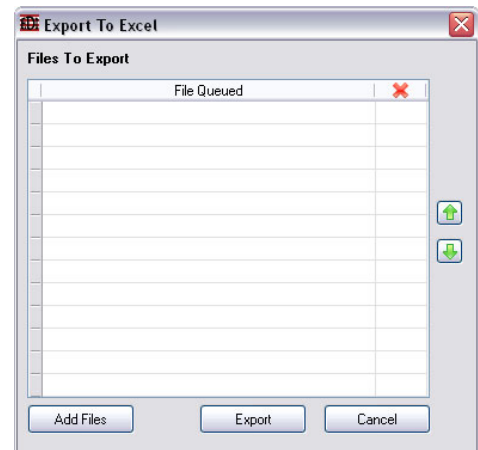 Export To Excel
Files To Export
File Queued
Add Files Export Cancel